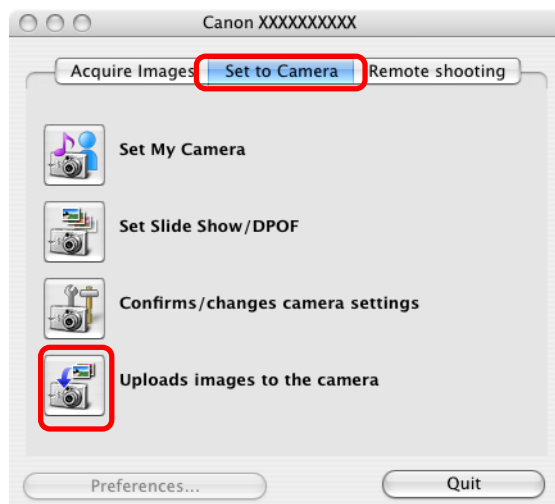 Canon XXXXXXXXXX
Acquire Images Set to Camera Remote shooting
Set My Camera
Set Slide Show/DPOF
Confirms/changes camera settings
Uploads images to the camera
Preferences... Quit